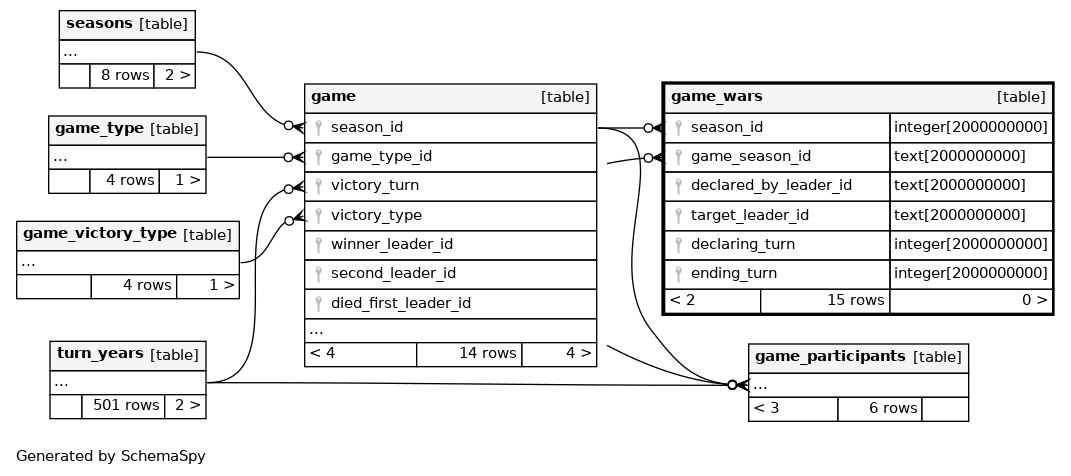 seasons [table]
...
8 rows 2 >
game_type [table]
...
4 rows 1 >
game_victory_type [table]
...
4 rows 1 >
turn_years [table]
...
501 rows 2 >
game [table]
season_id
game_type_id
victory_turn
victory_type
winner_leader_id
second_leader_id
died_first_leader_id
...
< 4 14 rows 4 >
game_wars [table]
season_id integer[2000000000]
game_season_id text[2000000000]
declared_by_leader_id text[2000000000]
target_leader_id text[2000000000]
declaring_turn integer[2000000000]
ending_turn integer[2000000000]
< 2 15 rows 0 >
game_participants [table]
...
< 3 6 rows
Generated by SchemaSpy